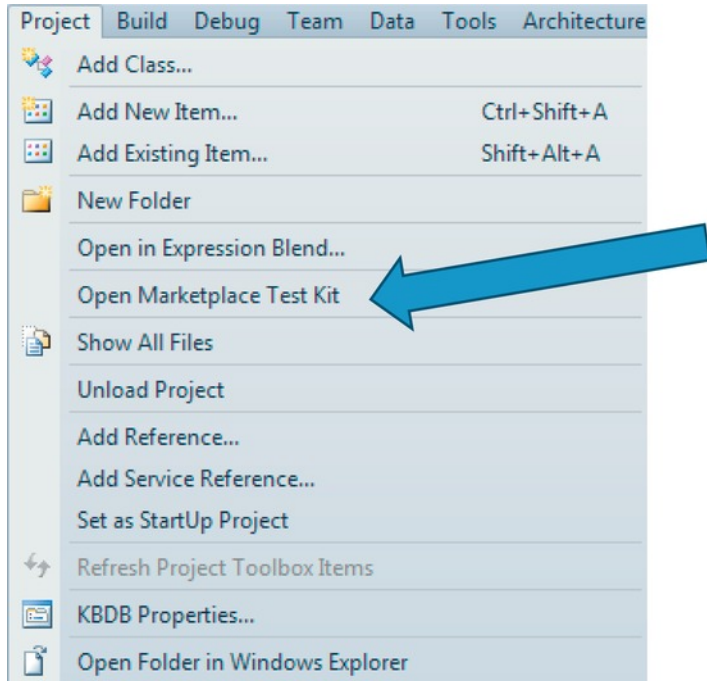 Project Build Debug Team Data Tools Architecture
Add Class...
Add New Item... Ctrl+Shift+A
Add Existing Item... Shift+Alt+A
New Folder
Open in Expression Blend...
Open Marketplace Test Kit
Show All Files
Unload Project
Add Reference...
Add Service Reference...
Set as StartUp Project
Refresh Project Toolbox Items
KBDB Properties...
Open Folder in Windows Explorer